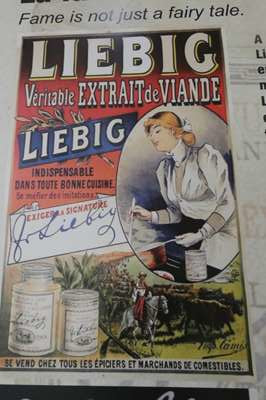 Fame is not just a fairy tale.
LIEBIG
Véritable EXTRAIT de VIANDE
LIEBIG
INDISPENSABLE
DANS TOUTE BONNE CUISINE.
Se méfier des imitations
EXIGER la SIGNATURE
J v Liebig
SE VEND CHEZ TOUS LES ÉPICIERS ET MARCHANDS DE COMESTIBLES.